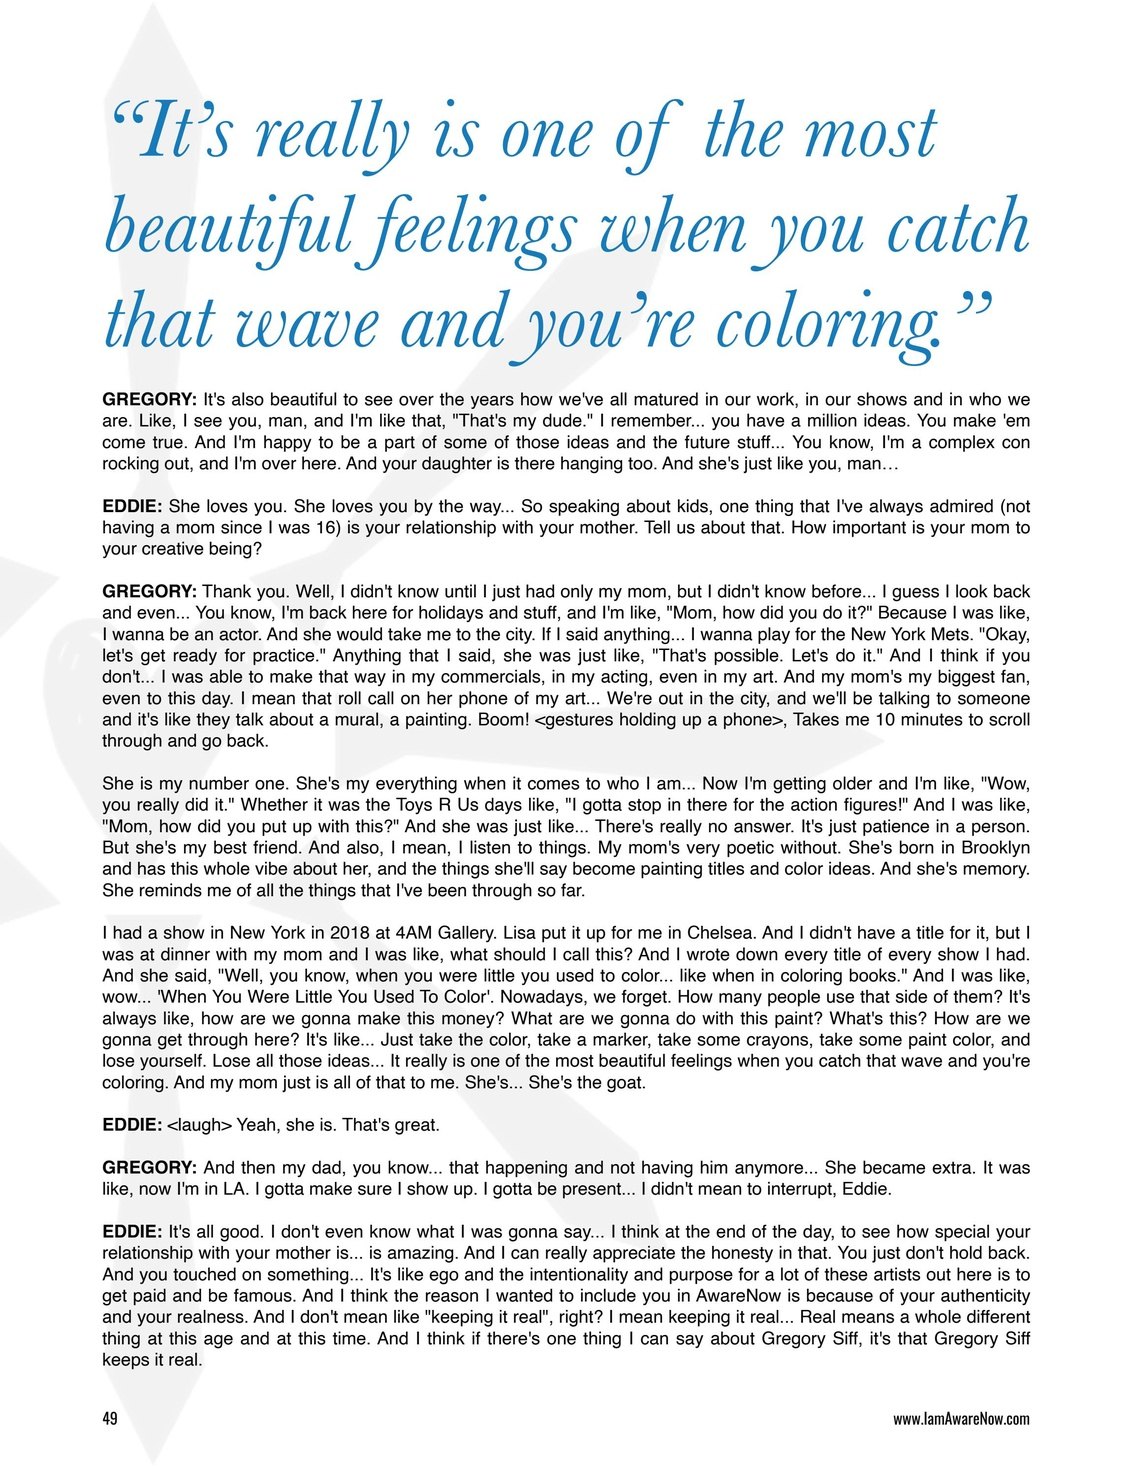 “It’s really is one of the most
beautiful feelings when you catch
that wave and you’re coloring.”
GREGORY: It's also beautiful to see over the years how we've all matured in our work, in our shows and in who we
are. Like, I see you, man, and I'm like that, "That's my dude." I remember... you have a million ideas. You make 'em
come true. And I'm happy to be a part of some of those ideas and the future stuff... You know, I'm a complex con
rocking out, and I'm over here. And your daughter is there hanging too. And she's just like you, man…
EDDIE: She loves you. She loves you by the way... So speaking about kids, one thing that I've always admired (not
having a mom since I was 16) is your relationship with your mother. Tell us about that. How important is your mom to
your creative being?
GREGORY: Thank you. Well, I didn't know until I just had only my mom, but I didn't know before... I guess I look back
and even... You know, I'm back here for holidays and stuff, and I'm like, "Mom, how did you do it?" Because I was like,
I wanna be an actor. And she would take me to the city. If I said anything... I wanna play for the New York Mets. "Okay,
let's get ready for practice." Anything that I said, she was just like, "That's possible. Let's do it." And I think if you
don't... I was able to make that way in my commercials, in my acting, even in my art. And my mom's my biggest fan,
even to this day. I mean that roll call on her phone of my art... We're out in the city, and we'll be talking to someone
and it's like they talk about a mural, a painting. Boom! <gestures holding up a phone>, Takes me 10 minutes to scroll
through and go back.
She is my number one. She's my everything when it comes to who I am... Now I'm getting older and I'm like, "Wow,
you really did it." Whether it was the Toys R Us days like, "I gotta stop in there for the action figures!" And I was like,
"Mom, how did you put up with this?" And she was just like... There's really no answer. It's just patience in a person.
But she's my best friend. And also, I mean, I listen to things. My mom's very poetic without. She's born in Brooklyn
and has this whole vibe about her, and the things she'll say become painting titles and color ideas. And she's memory.
She reminds me of all the things that I've been through so far.
I had a show in New York in 2018 at 4AM Gallery. Lisa put it up for me in Chelsea. And I didn't have a title for it, but I
was at dinner with my mom and I was like, what should I call this? And I wrote down every title of every show I had.
And she said, "Well, you know, when you were little you used to color... like when in coloring books." And I was like,
wow... 'When You Were Little You Used To Color'. Nowadays, we forget. How many people use that side of them? It's
always like, how are we gonna make this money? What are we gonna do with this paint? What's this? How are we
gonna get through here? It's like... Just take the color, take a marker, take some crayons, take some paint color, and
lose yourself. Lose all those ideas... It really is one of the most beautiful feelings when you catch that wave and you're
coloring. And my mom just is all of that to me. She's... She's the goat.
EDDIE: <laugh> Yeah, she is. That's great.
GREGORY: And then my dad, you know... that happening and not having him anymore... She became extra. It was
like, now I'm in LA. I gotta make sure I show up. I gotta be present... I didn't mean to interrupt, Eddie.
EDDIE: It's all good. I don't even know what I was gonna say... I think at the end of the day, to see how special your
relationship with your mother is... is amazing. And I can really appreciate the honesty in that. You just don't hold back.
And you touched on something... It's like ego and the intentionality and purpose for a lot of these artists out here is to
get paid and be famous. And I think the reason I wanted to include you in AwareNow is because of your authenticity
and your realness. And I don't mean like "keeping it real", right? I mean keeping it real... Real means a whole different
thing at this age and at this time. And I think if there's one thing I can say about Gregory Siff, it's that Gregory Siff
keeps it real.
49
www.IamAwareNow.com